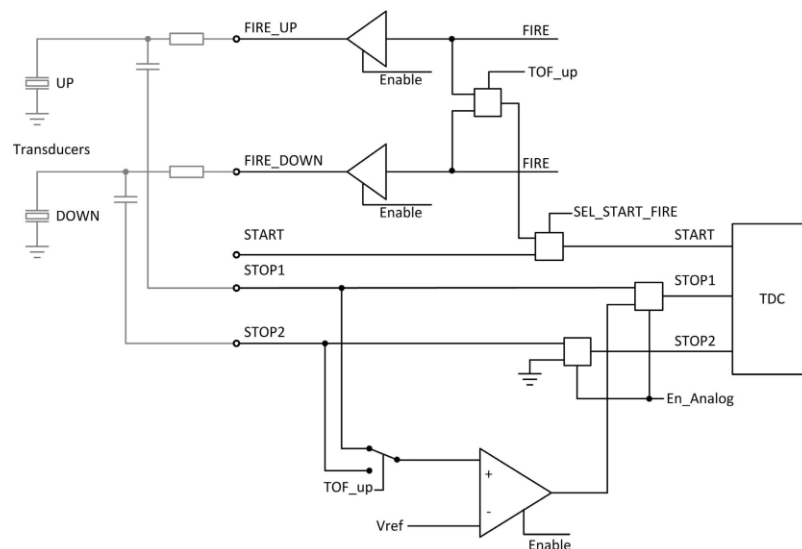 FIRE_UP
FIRE
UP
Enable
TOF_up
Transducers
FIRE_DOWN
FIRE
DOWN
Enable
SEL_START_FIRE
START
START
STOP1
STOP1
TDC
STOP2
STOP2
En_Analog
+
TOF_up
-
Vref
Enable